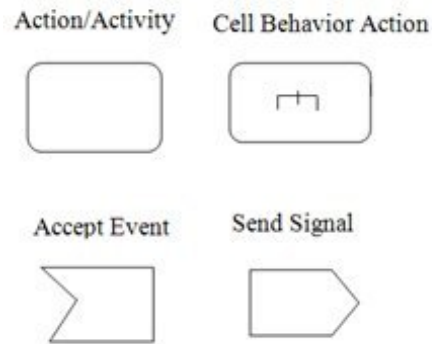 Action/Activity
Cell Behavior Action
Accept Event
Send Signal